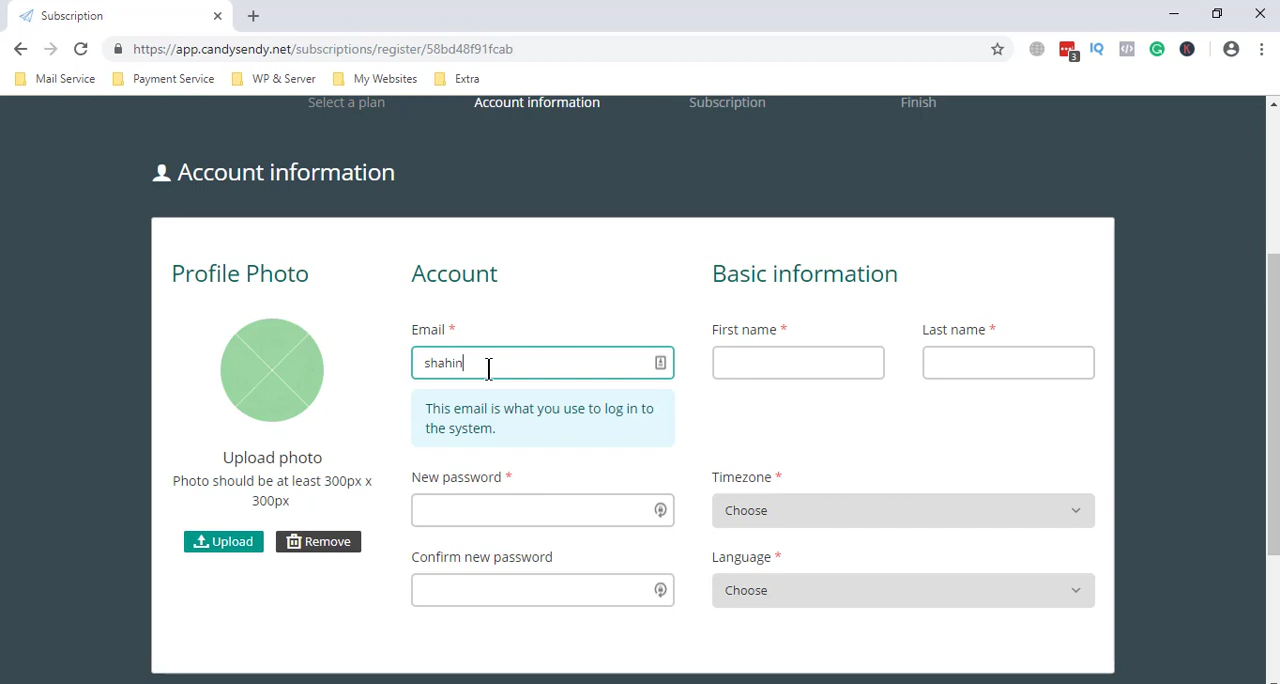 Subscription
https://app.candysendy.net/subscriptions/register/58bd48f91fcab
3
IQ
K
Mail Service
Payment Service
WP & Server
My Websites
Extra
Select a plan
Account information
Subscription
Finish
Account information
Profile Photo
Upload photo
Photo should be at least 300px x
300px
Upload
Remove
Account
Email *
shahin
This email is what you use to log in to
the system.
New password *
Confirm new password
Basic information
First name *
Last name *
Timezone *
Choose
Language *
Choose